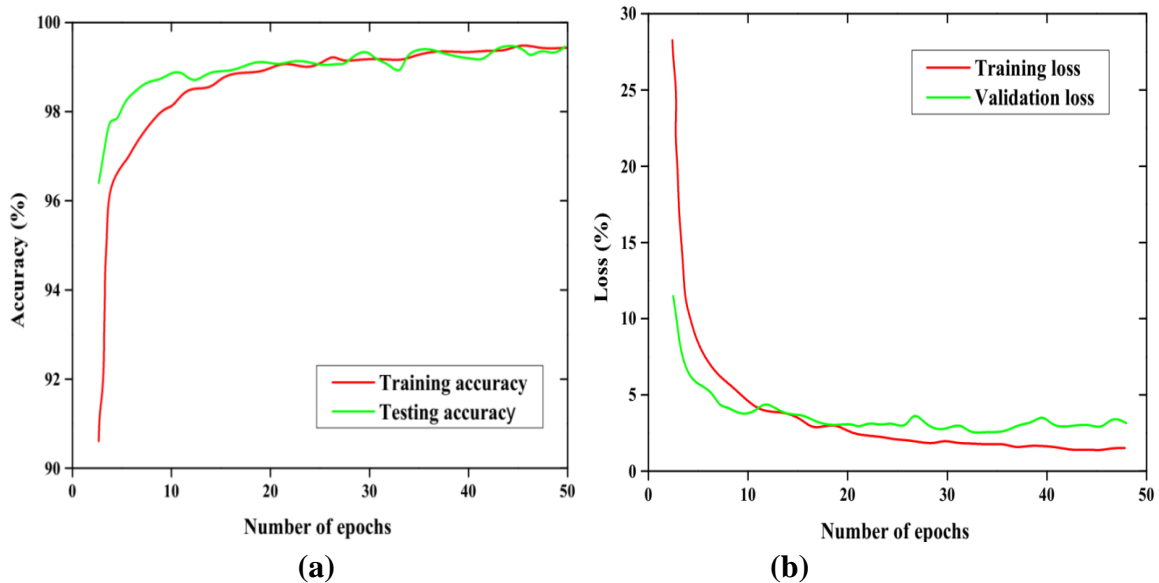 100
98
96
94
92
90
Accuracy (%)
Training accuracy
Testing accuracy
0 10 20 30 40 50
Number of epochs
(a)
30
25
20
15
10
5
0
Loss (%)
Training loss
Validation loss
0 10 20 30 40 50
Number of epochs
(b)